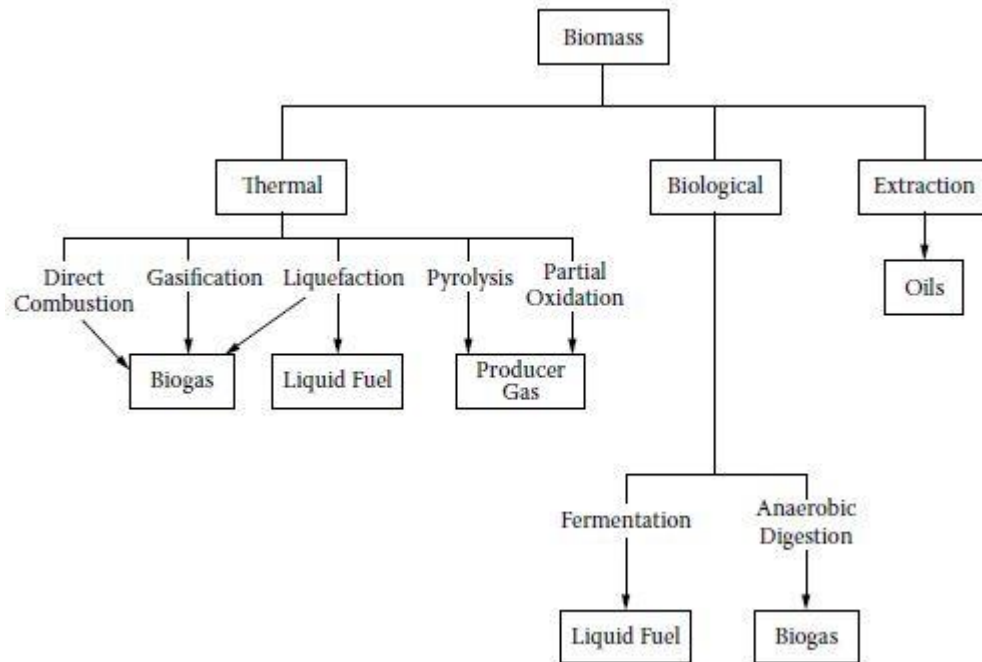 Biomass
Thermal
Biological
Extraction
Direct
Combustion
Gasification
Liquefaction
Pyrolysis
Partial
Oxidation
Oils
Biogas
Liquid Fuel
Producer
Gas
Fermentation
Anaerobic
Digestion
Liquid Fuel
Biogas